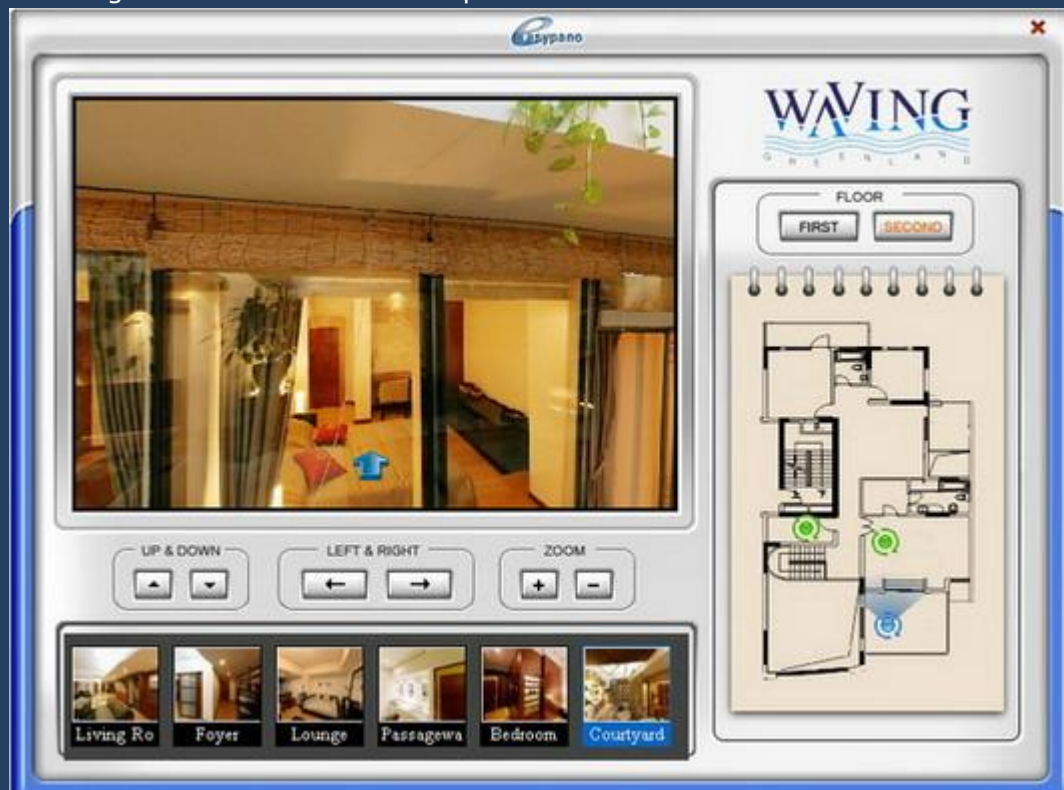 easypano
WAVING
GREENLAND
FLOOR
FIRST
SECOND
UP & DOWN
LEFT & RIGHT
ZOOM
Living Ro
Foyer
Lounge
Passagewa
Bedroom
Courtyard